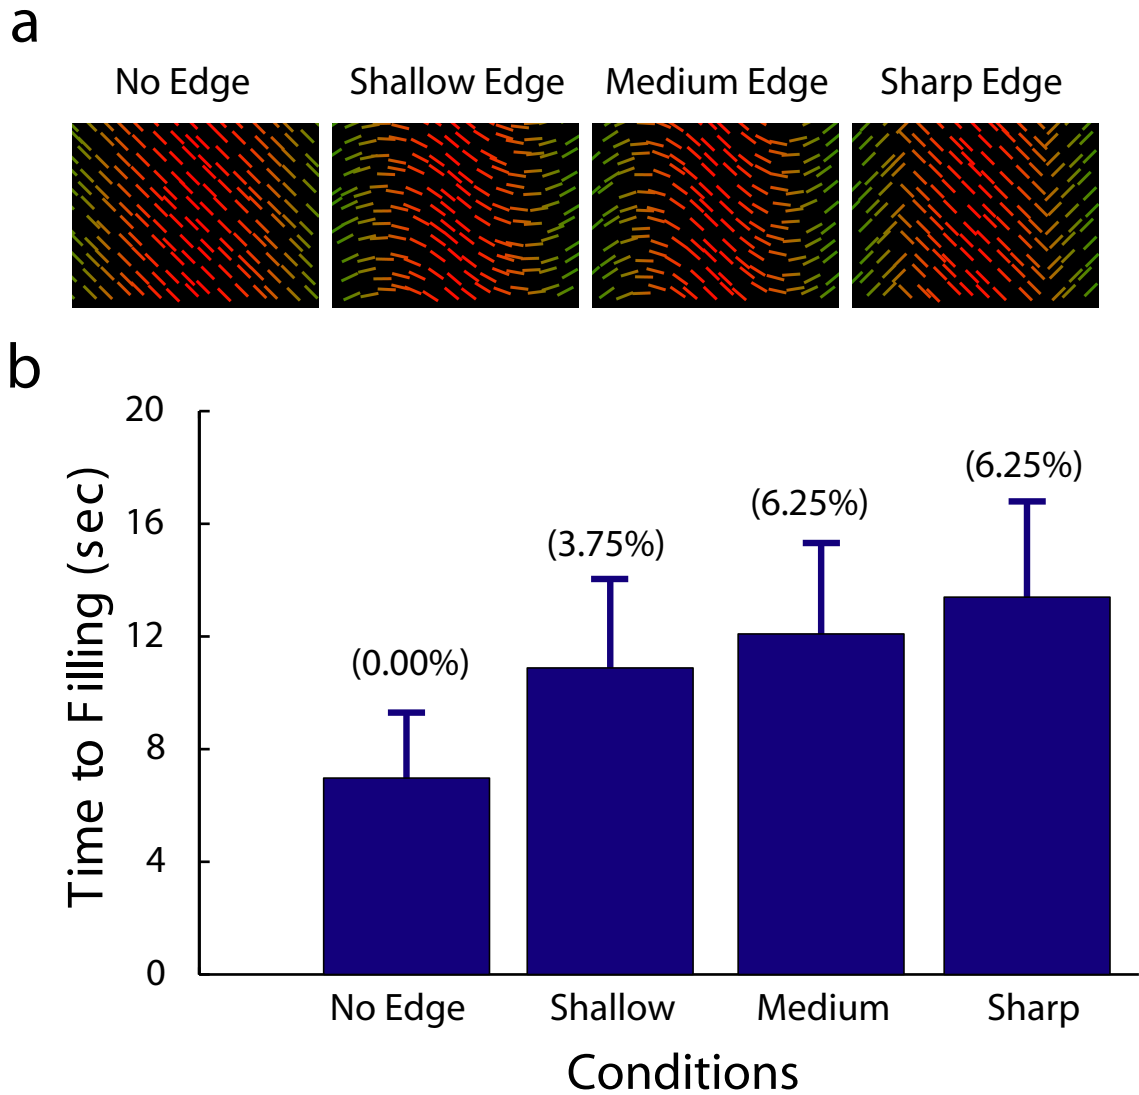 a
No Edge
Shallow Edge
Medium Edge
Sharp Edge
b
Time to Filling (sec)
20
16
12
8
4
0
(0.00%)
(3.75%)
(6.25%)
(6.25%)
No Edge
Shallow
Medium
Sharp
Conditions